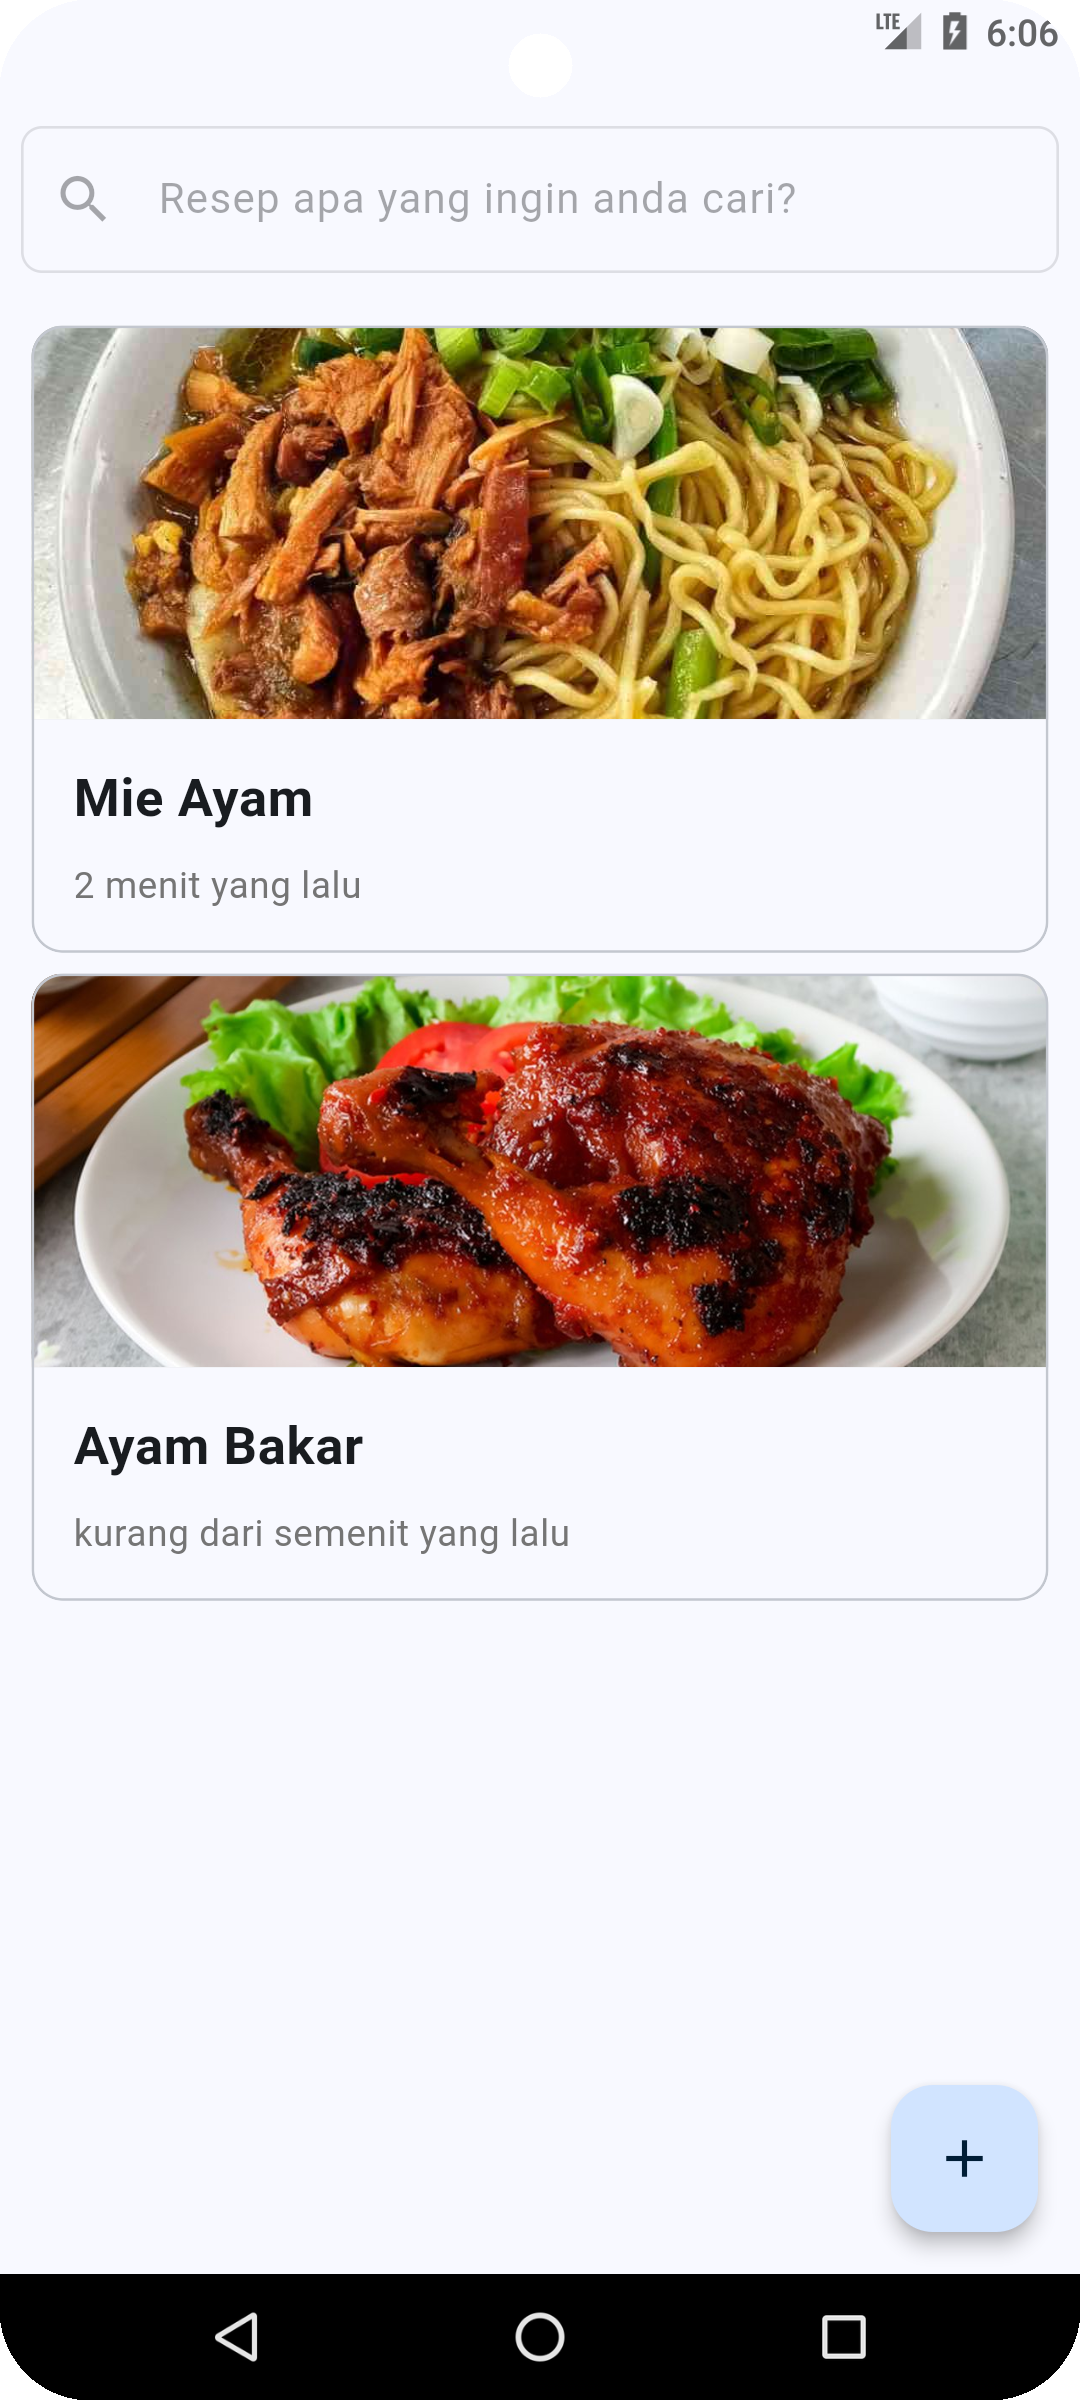 LTE 6:06
Resep apa yang ingin anda cari?
Mie Ayam
2 menit yang lalu
Ayam Bakar
kurang dari semenit yang lalu